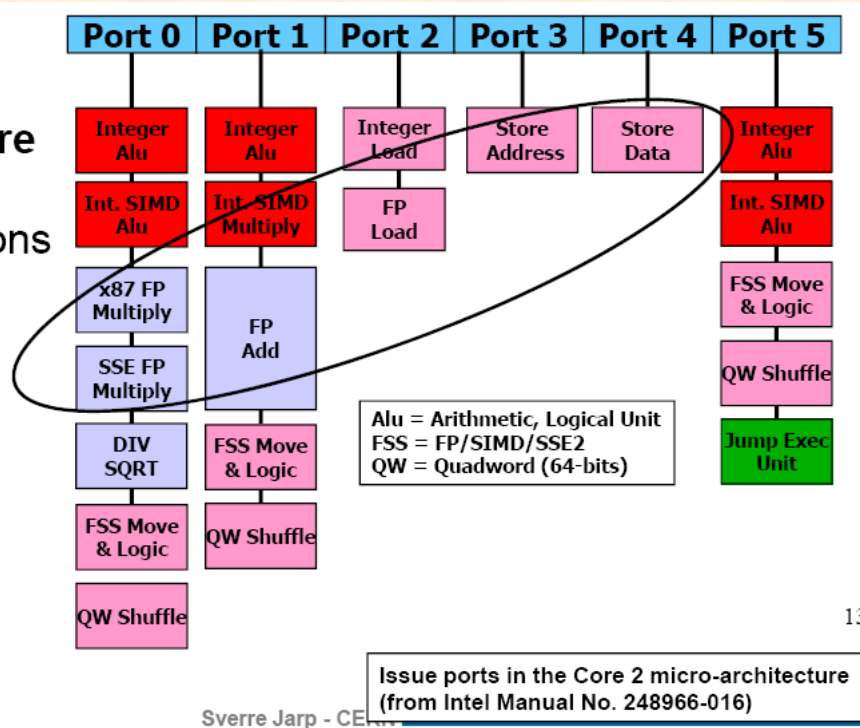 Port 0 Port 1 Port 2 Port 3 Port 4 Port 5
re
ons
Integer
Alu
Int. SIMD
Alu
x87 FP
Multiply
SSE FP
Multiply
DIV
SQRT
FSS Move
& Logic
QW Shuffle
Integer
Alu
Int. SIMD
Multiply
FP
Add
FSS Move
& Logic
QW Shuffle
Integer
Load
FP
Load
Store
Address
Store
Data
Integer
Alu
Int. SIMD
Alu
FSS Move
& Logic
QW Shuffle
Jump Exec
Unit
Alu = Arithmetic, Logical Unit
FSS = FP/SIMD/SSE2
QW = Quadword (64-bits)
13
Issue ports in the Core 2 micro-architecture
(from Intel Manual No. 248966-016)
Sverre Jarp - CERN